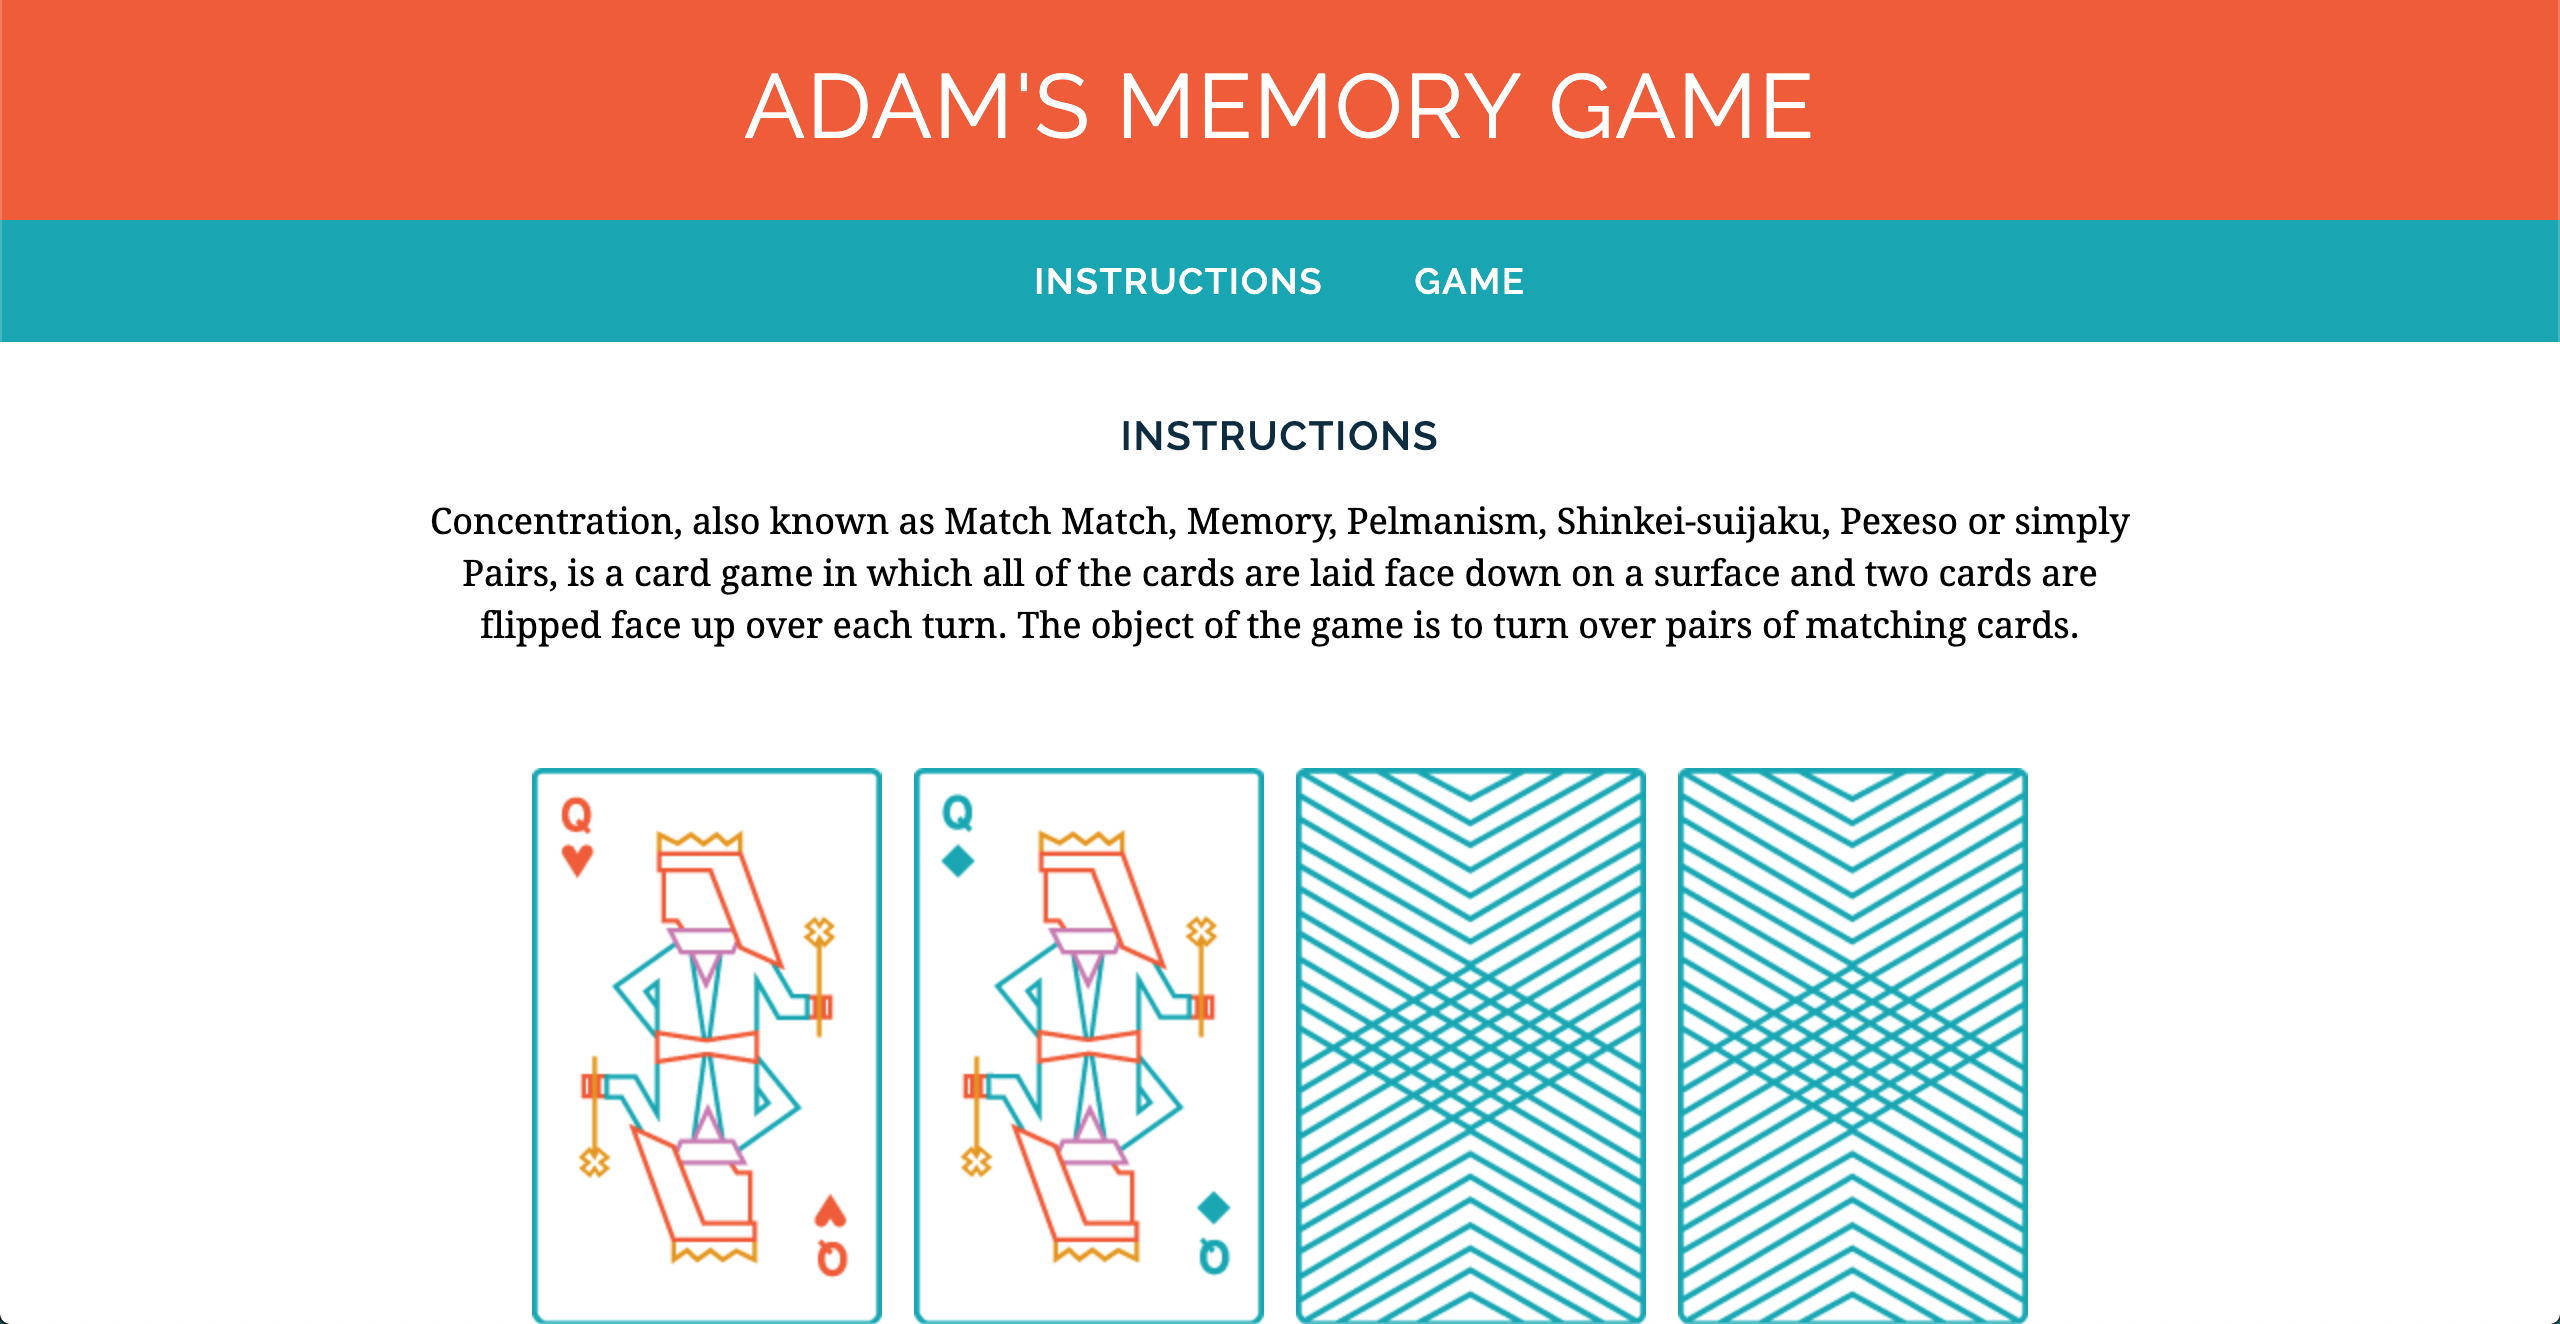 ADAM'S MEMORY GAME
INSTRUCTIONS GAME
INSTRUCTIONS
Concentration, also known as Match Match, Memory, Pelmanism, Shinkei-suijaku, Pexeso or simply
Pairs, is a card game in which all of the cards are laid face down on a surface and two cards are
flipped face up over each turn. The object of the game is to turn over pairs of matching cards.
Q Q
Q Q